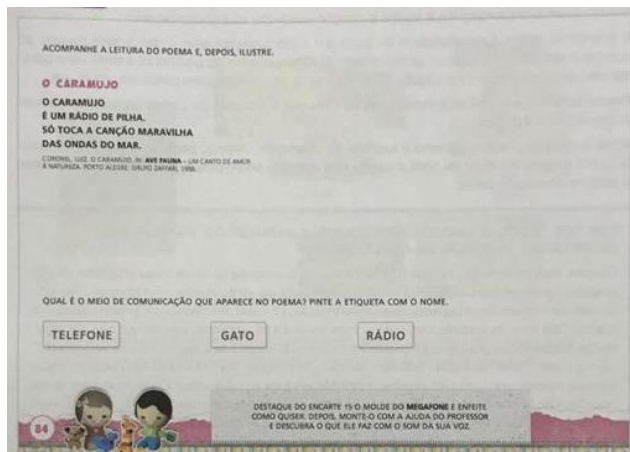 ACOMPANHE A LEITURA DO POEMA E, DEPOIS, ILUSTRE.
O CARAMUJO
O CARAMUJO
É UM RÁDIO DE PILHA.
SÓ TOCA A CANÇÃO MARAVILHA
DAS ONDAS DO MAR.
CORONEL, LUIZ. O CARAMUJO. IN: AVE FAUNA – UM CANTO DE AMOR
À NATUREZA. PORTO ALEGRE: GRUPO ZAFFARI, 1998.
QUAL É O MEIO DE COMUNICAÇÃO QUE APARECE NO POEMA? PINTE A ETIQUETA COM O NOME.
TELEFONE
GATO
RÁDIO
DESTAQUE DO ENCARTE 15 O MOLDE DO MEGAFONE E ENFEITE
COMO QUISER. DEPOIS, MONTE-O COM A AJUDA DO PROFESSOR
E DESCUBRA O QUE ELE FAZ COM O SOM DA SUA VOZ.
84